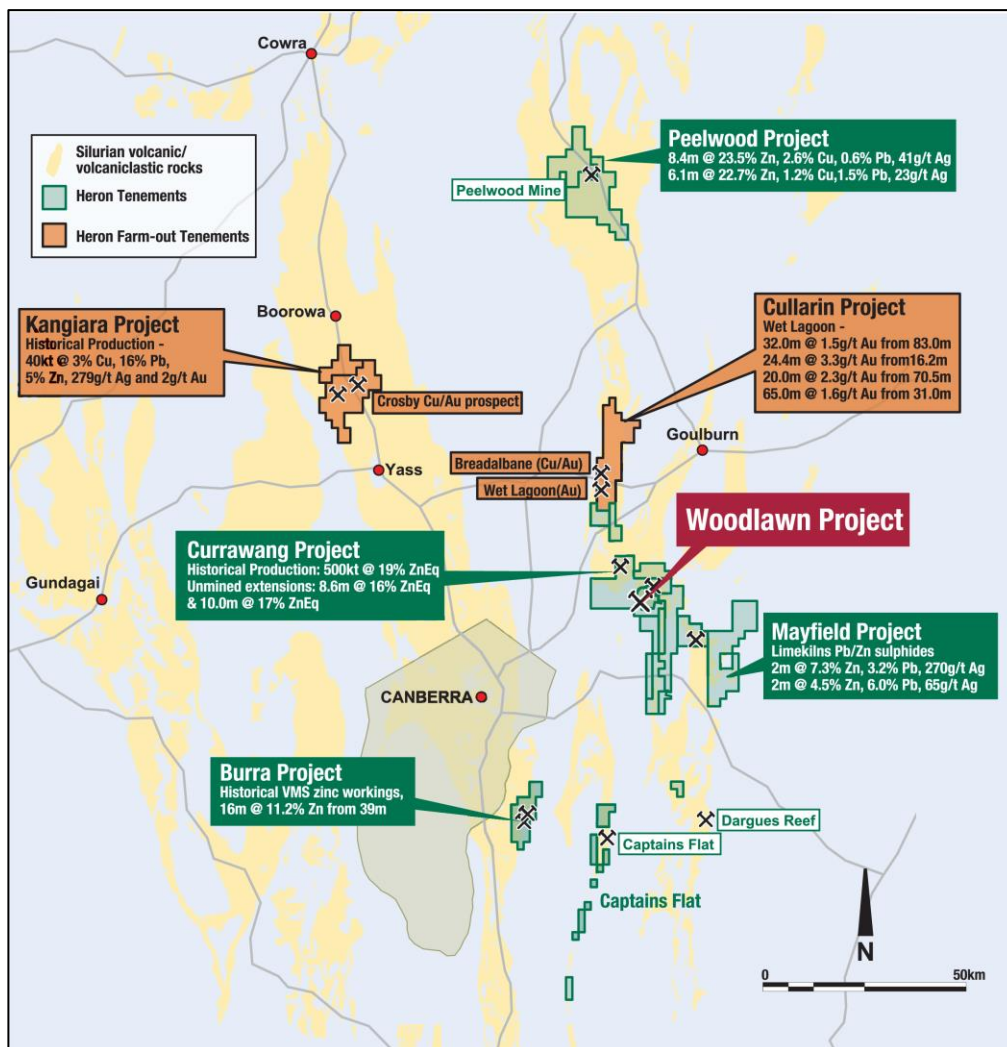 Cowra
Silurian volcanic/
volcaniclastic rocks
Heron Tenements
Heron Farm-out Tenements
Peelwood Project
8.4m @ 23.5% Zn, 2.6% Cu, 0.6% Pb, 41g/t Ag
6.1m @ 22.7% Zn, 1.2% Cu,1.5% Pb, 23g/t Ag
Peelwood Mine
Boorowa
Kangiara Project
Historical Production -
40kt @ 3% Cu, 16% Pb,
5% Zn, 279g/t Ag and 2g/t Au
Crosby Cu/Au prospect
Cullarin Project
Wet Lagoon -
32.0m @ 1.5g/t Au from 83.0m
24.4m @ 3.3g/t Au from16.2m
20.0m @ 2.3g/t Au from 70.5m
65.0m @ 1.6g/t Au from 31.0m
Goulburn
Yass
Breadalbane (Cu/Au)
Wet Lagoon(Au)
Woodlawn Project
Currawang Project
Historical Production: 500kt @ 19% ZnEq
Unmined extensions: 8.6m @ 16% ZnEq
& 10.0m @ 17% ZnEq
Gundagai
Mayfield Project
Limekilns Pb/Zn sulphides
2m @ 7.3% Zn, 3.2% Pb, 270g/t Ag
2m @ 4.5% Zn, 6.0% Pb, 65g/t Ag
CANBERRA
Burra Project
Historical VMS zinc workings,
16m @ 11.2% Zn from 39m
Dargues Reef
Captains Flat
Captains Flat
N
0 50km